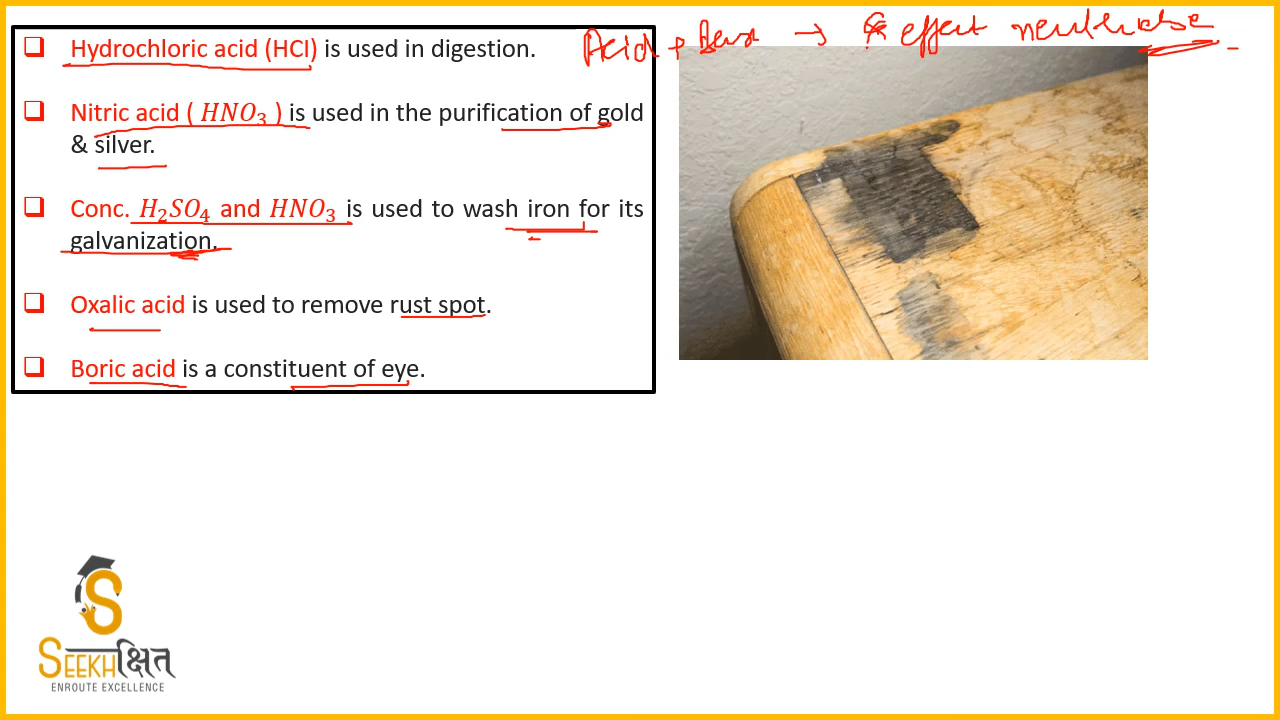 Acid + Base → effect neutralise
❑ Hydrochloric acid (HCl) is used in digestion.
❑ Nitric acid ( HNO₃ ) is used in the purification of gold
& silver.
❑ Conc. H₂SO₄ and HNO₃ is used to wash iron for its
galvanization.
❑ Oxalic acid is used to remove rust spot.
❑ Boric acid is a constituent of eye.
S
SEEKHक्षित
ENROUTE EXCELLENCE